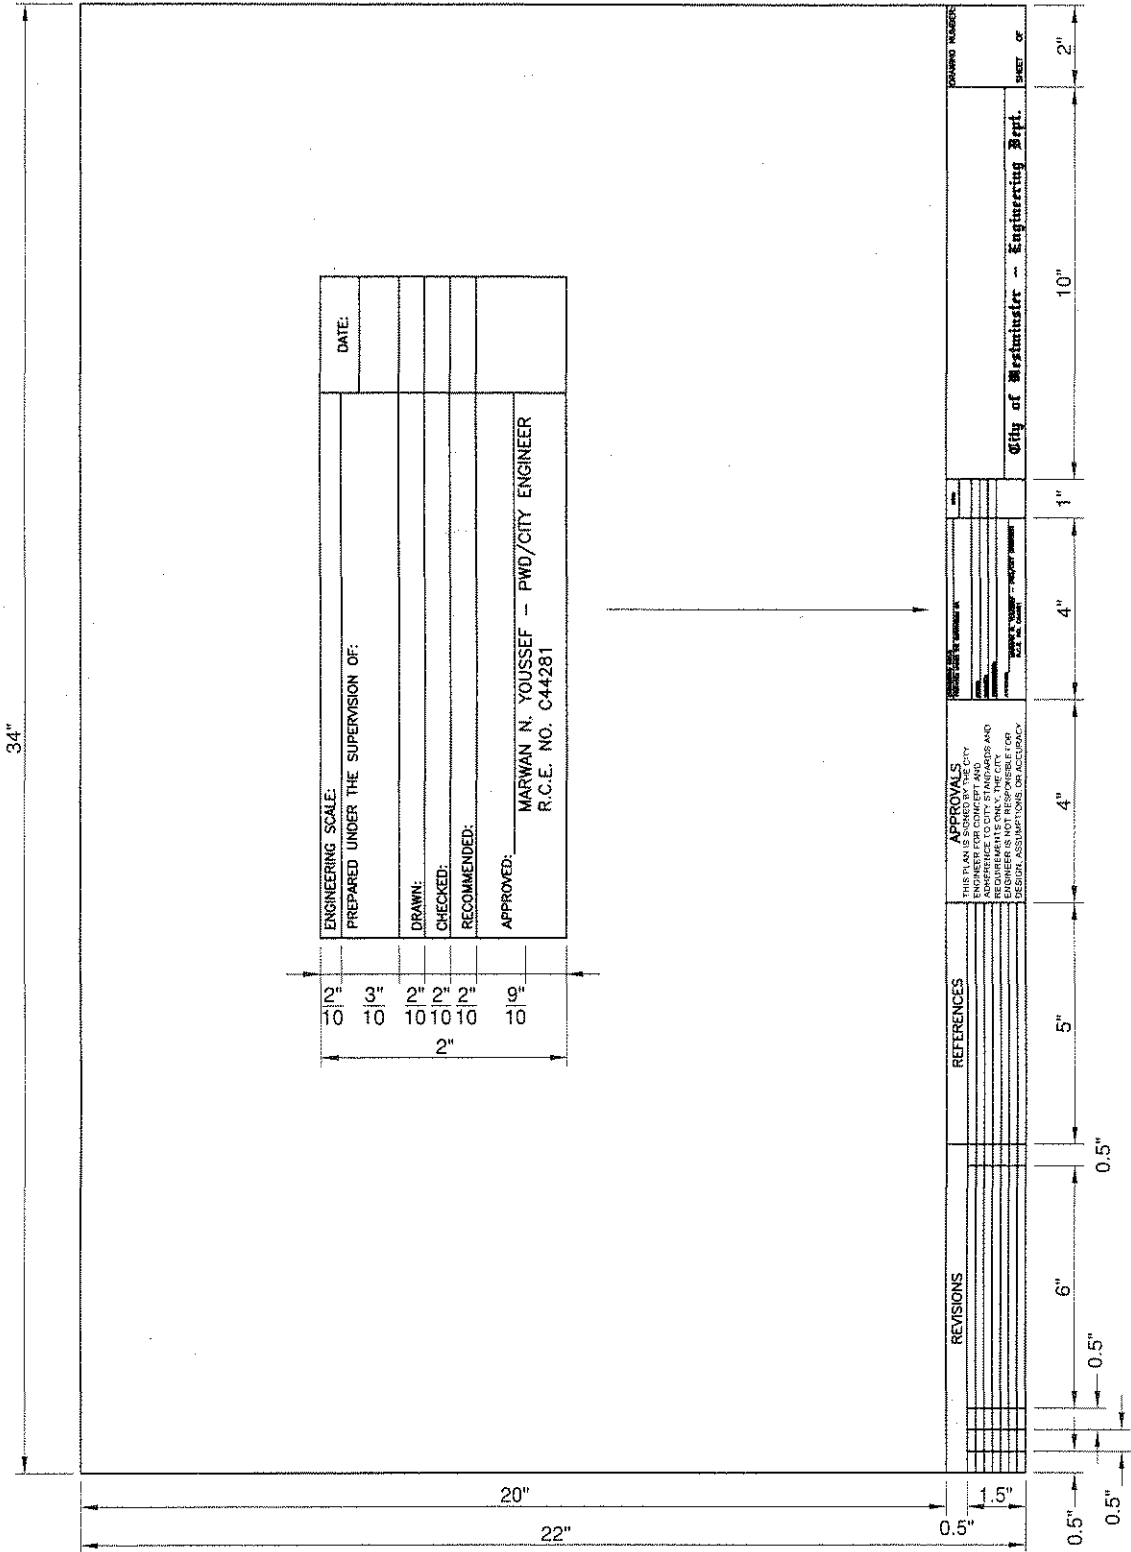 34"
ENGINEERING SCALE:
DATE:
PREPARED UNDER THE SUPERVISION OF:
DRAWN:
CHECKED:
RECOMMENDED:
APPROVED:
MARWAN N. YOUSSEF - PWD/CITY ENGINEER
R.C.E. NO. C44281
2"
10
3"
10
2"
10
2"
10
2"
10
9"
10
2"
20"
22"
0.5"
1.5"
REVISIONS
REFERENCES
APPROVALS
THIS PLAN IS SIGNED BY THE CITY
ENGINEER FOR CONCEPT AND
ADHERENCE TO CITY STANDARDS AND
REQUIREMENTS ONLY. THE CITY
ENGINEER IS NOT RESPONSIBLE FOR
DESIGN, ASSUMPTIONS, OR ACCURACY
City of Westminster - Engineering Dept.
DRAWING NUMBER:
SHEET OF
0.5"
0.5"
0.5"
6"
0.5"
5"
4"
4"
1"
10"
2"